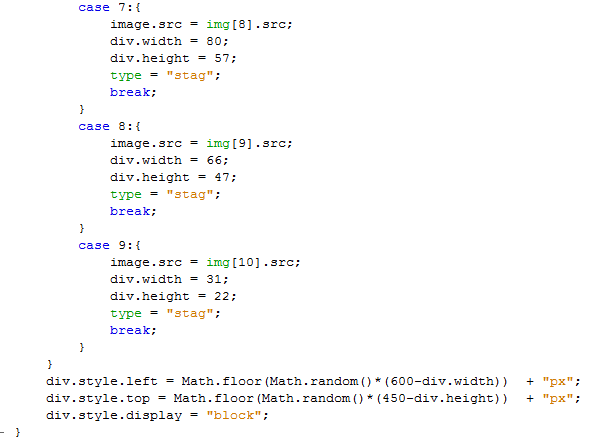 case 7:{
image.src = img[8].src;
div.width = 80;
div.height = 57;
type = "stag";
break;
}
case 8:{
image.src = img[9].src;
div.width = 66;
div.height = 47;
type = "stag";
break;
}
case 9:{
image.src = img[10].src;
div.width = 31;
div.height = 22;
type = "stag";
break;
}
}
div.style.left = Math.floor(Math.random()*(600-div.width))  + "px";
div.style.top = Math.floor(Math.random()*(450-div.height))  + "px";
div.style.display = "block";
}